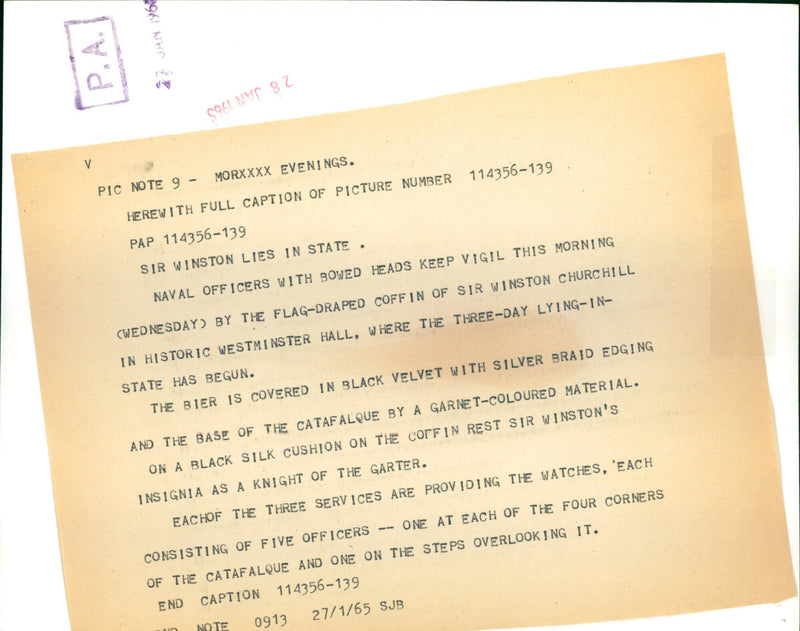 P.A.
27 JAN 196
28 JAN 1965
V
PIC NOTE 9 - MORXXXX EVENINGS.
HEREWITH FULL CAPTION OF PICTURE NUMBER 114356-139
PAP 114356-139
SIR WINSTON LIES IN STATE .
NAVAL OFFICERS WITH BOWED HEADS KEEP VIGIL THIS MORNING
(WEDNESDAY) BY THE FLAG-DRAPED COFFIN OF SIR WINSTON CHURCHILL
IN HISTORIC WESTMINSTER HALL, WHERE THE THREE-DAY LYING-IN-
STATE HAS BEGUN.
THE BIER IS COVERED IN BLACK VELVET WITH SILVER BRAID EDGING
AND THE BASE OF THE CATAFALQUE BY A GARNET-COLOURED MATERIAL.
ON A BLACK SILK CUSHION ON THE COFFIN REST SIR WINSTON'S
INSIGNIA AS A KNIGHT OF THE GARTER.
EACHOF THE THREE SERVICES ARE PROVIDING THE WATCHES, EACH
CONSISTING OF FIVE OFFICERS -- ONE AT EACH OF THE FOUR CORNERS
OF THE CATAFALQUE AND ONE ON THE STEPS OVERLOOKING IT.
END CAPTION 114356-139
NOTE 0913 27/1/65 SJB